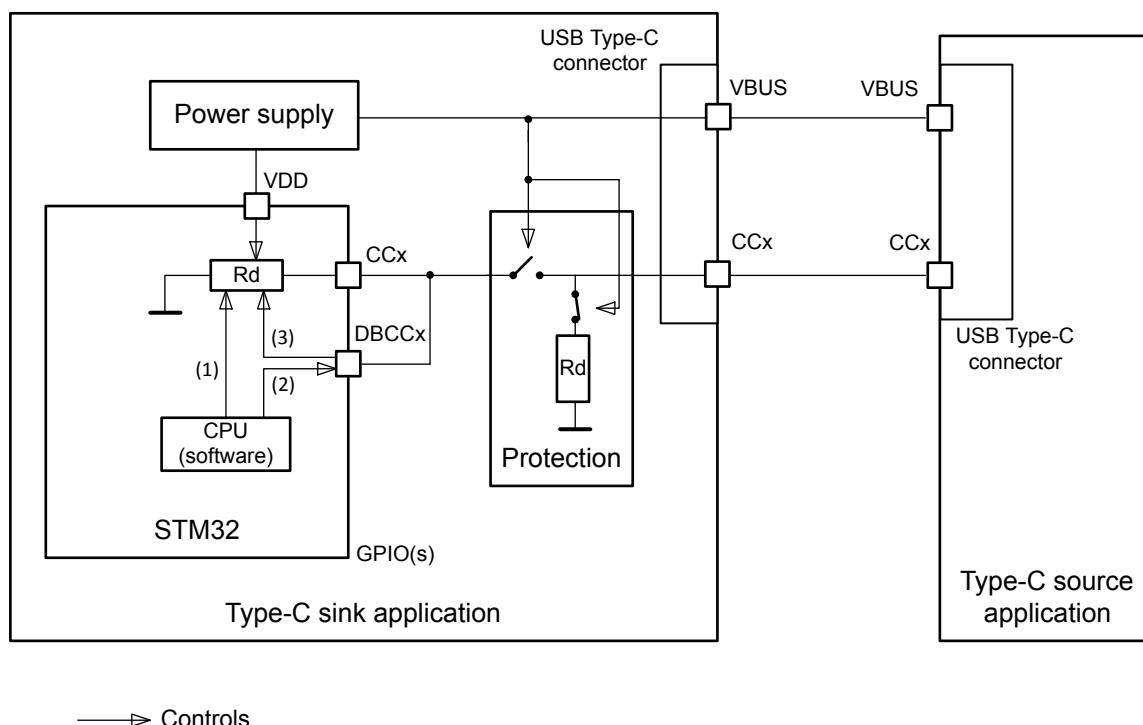 USB Type-C
connector
VBUS
VBUS
Power supply
VDD
CCx
CCx
CCx
Rd
DBCCx
(3)
(1)
(2)
Rd
USB Type-C
connector
CPU
(software)
Protection
STM32
GPIO(s)
Type-C sink application
Type-C source
application
Controls